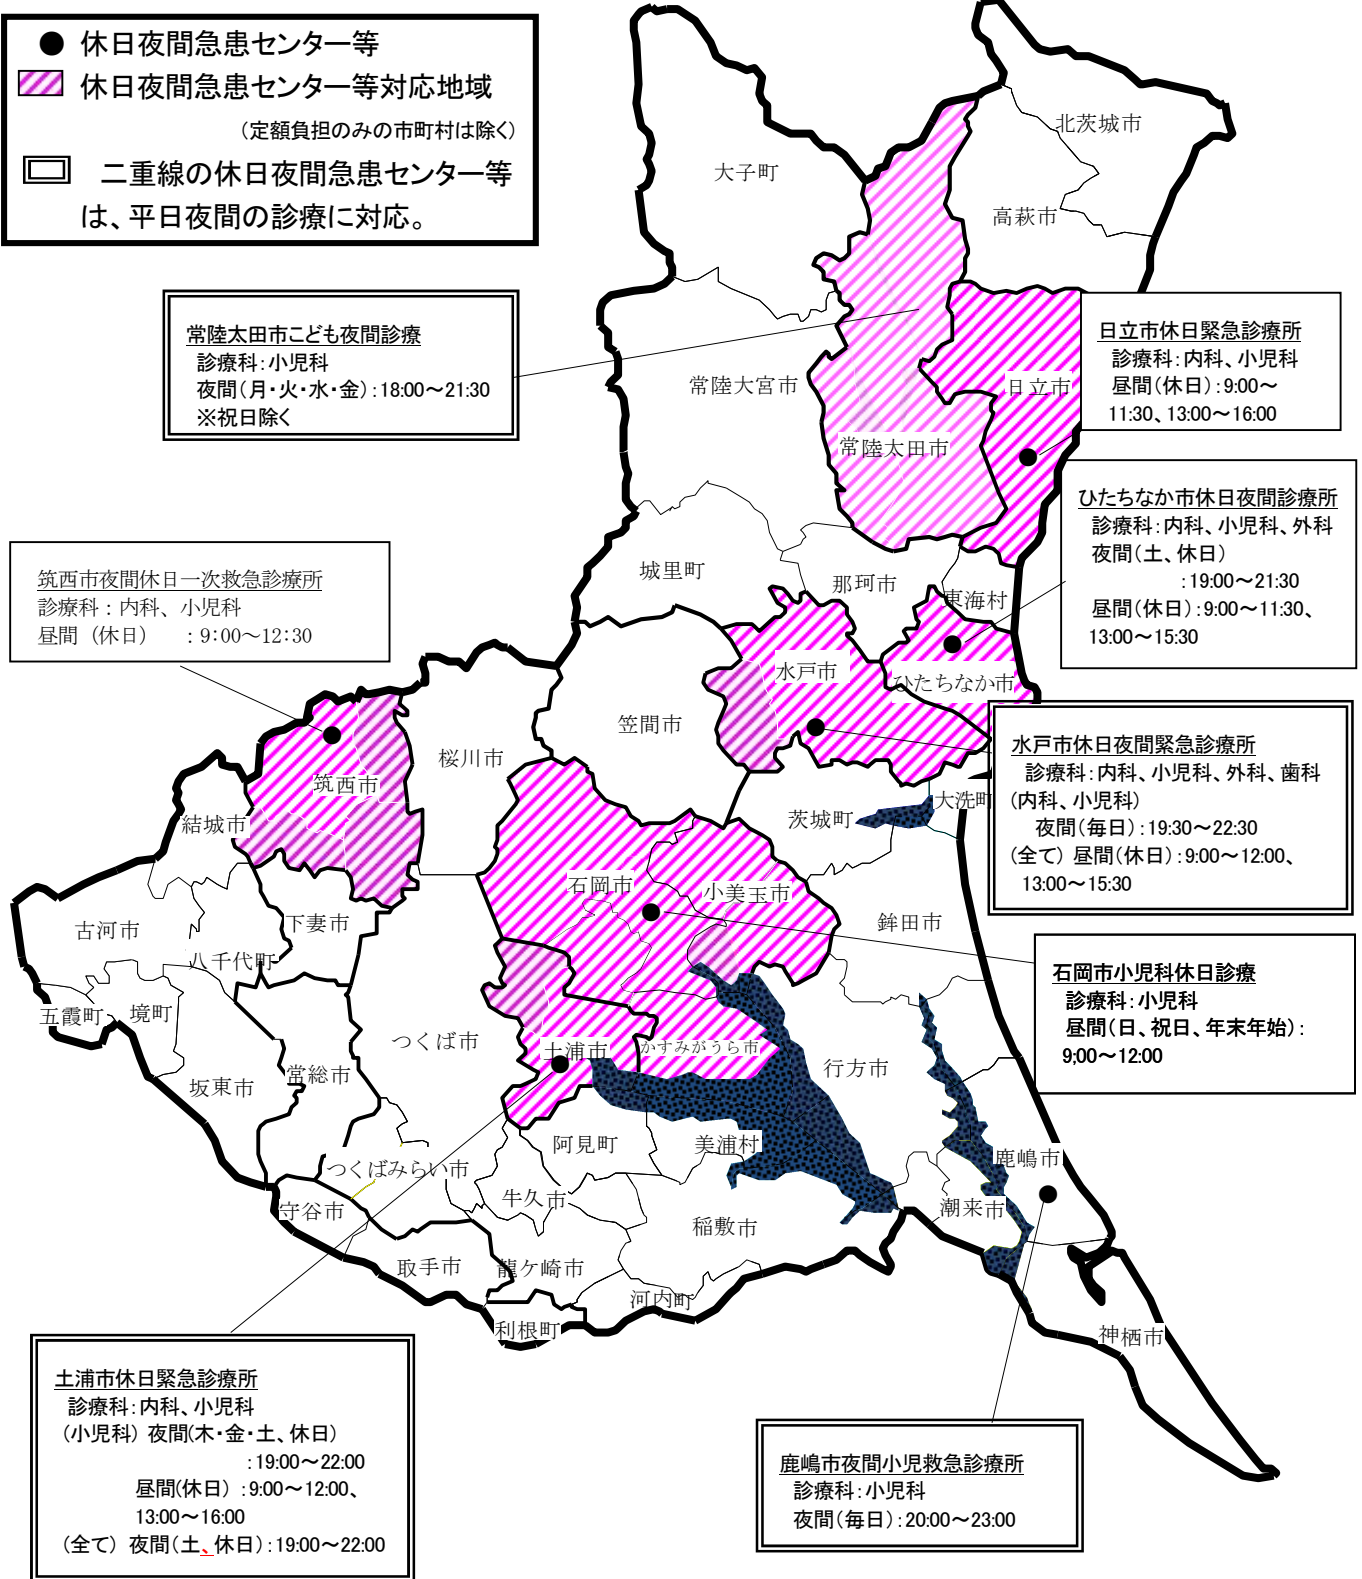 ● 休日夜間急患センター等
休日夜間急患センター等対応地域
（定額負担のみの市町村は除く）
二重線の休日夜間急患センター等
は、平日夜間の診療に対応。
北茨城市
大子町
高萩市
常陸太田市こども夜間診療
診療科：小児科
夜間（月・火・水・金）：18:00～21:30
※祝日除く
日立市休日緊急診療所
診療科：内科、小児科
昼間（休日）：9:00～
11:30、13:00～16:00
常陸大宮市
日立市
常陸太田市
ひたちなか市休日夜間診療所
診療科：内科、小児科、外科
夜間（土、休日）
：19:00～21:30
昼間（休日）：9:00～11:30、
13:00～15:30
筑西市夜間休日一次救急診療所
診療科：内科、小児科
昼間（休日）　：9:00～12:30
城里町
那珂市
東海村
水戸市
ひたちなか市
笠間市
桜川市
筑西市
結城市
水戸市休日夜間緊急診療所
診療科：内科、小児科、外科、歯科
（内科、小児科）
夜間（毎日）：19:30～22:30
（全て）昼間（休日）：9:00～12:00、
13:00～15:30
茨城町
大洗町
石岡市
小美玉市
鉾田市
古河市
下妻市
八千代町
石岡市小児科休日診療
診療科：小児科
昼間（日、祝日、年末年始）：
9;00～12:00
五霞町
境町
つくば市
土浦市
かすみがうら市
行方市
坂東市
常総市
阿見町
美浦村
鹿嶋市
つくばみらい市
守谷市
牛久市
稲敷市
潮来市
取手市
龍ケ崎市
河内町
利根町
神栖市
土浦市休日緊急診療所
診療科：内科、小児科
（小児科）夜間（木・金・土、休日）
：19:00～22:00
昼間（休日）：9:00～12:00、
13:00～16:00
（全て）夜間（土、休日）：19:00～22:00
鹿嶋市夜間小児救急診療所
診療科：小児科
夜間（毎日）：20:00～23:00